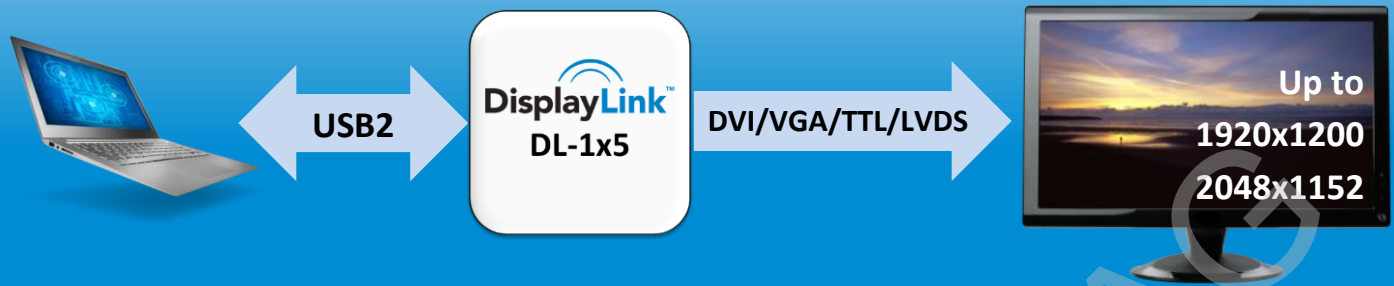 USB2
DisplayLink™
DL-1x5
DVI/VGA/TTL/LVDS
Up to
1920x1200
2048x1152